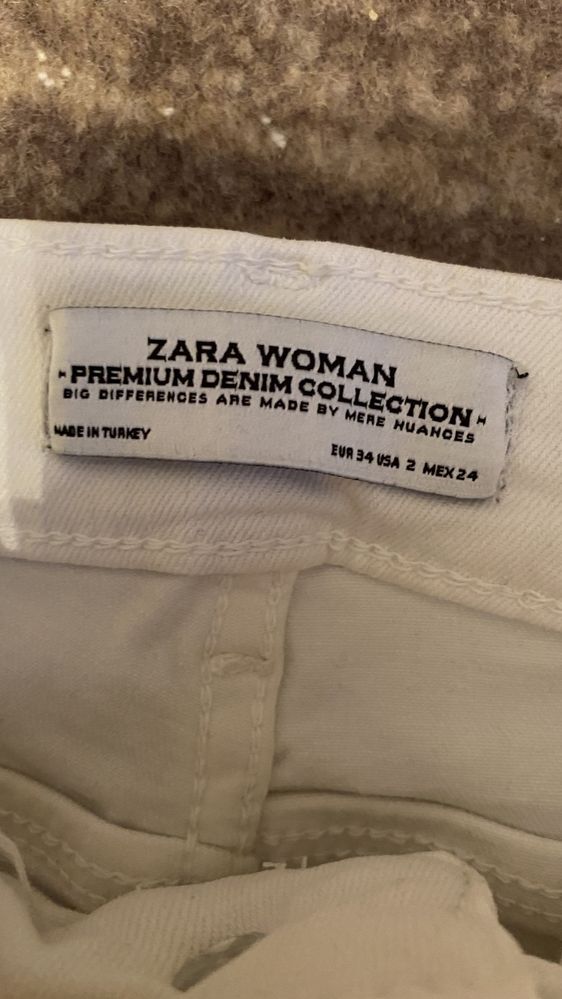 ZARA WOMAN
-PREMIUM DENIM COLLECTION-
BIG DIFFERENCES ARE MADE BY MERE NUANCES
MADE IN TURKEY
EUR 34 USA 2 MEX 24